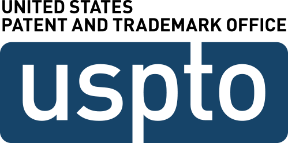 UNITED STATES
PATENT AND TRADEMARK OFFICE
uspto